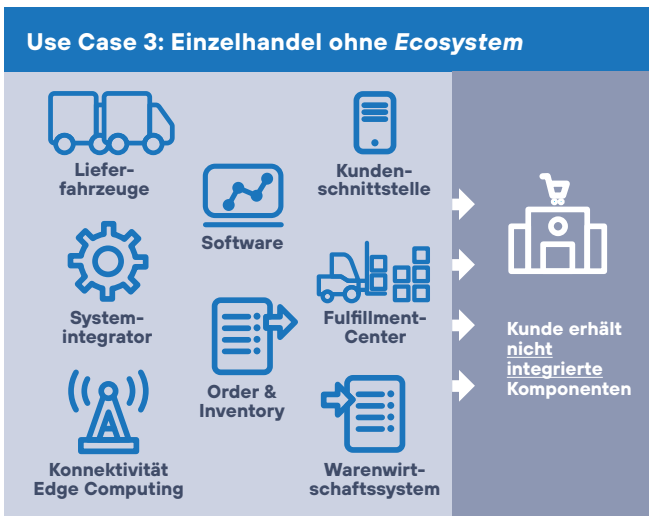 Use Case 3: Einzelhandel ohne Ecosystem
Liefer-
fahrzeuge
Software
Kunden-
schnittstelle
System-
integrator
Order &
Inventory
Fulfillment-
Center
Konnektivität
Edge Computing
Warenwirt-
schaftssystem
Kunde erhält
nicht
integrierte
Komponenten